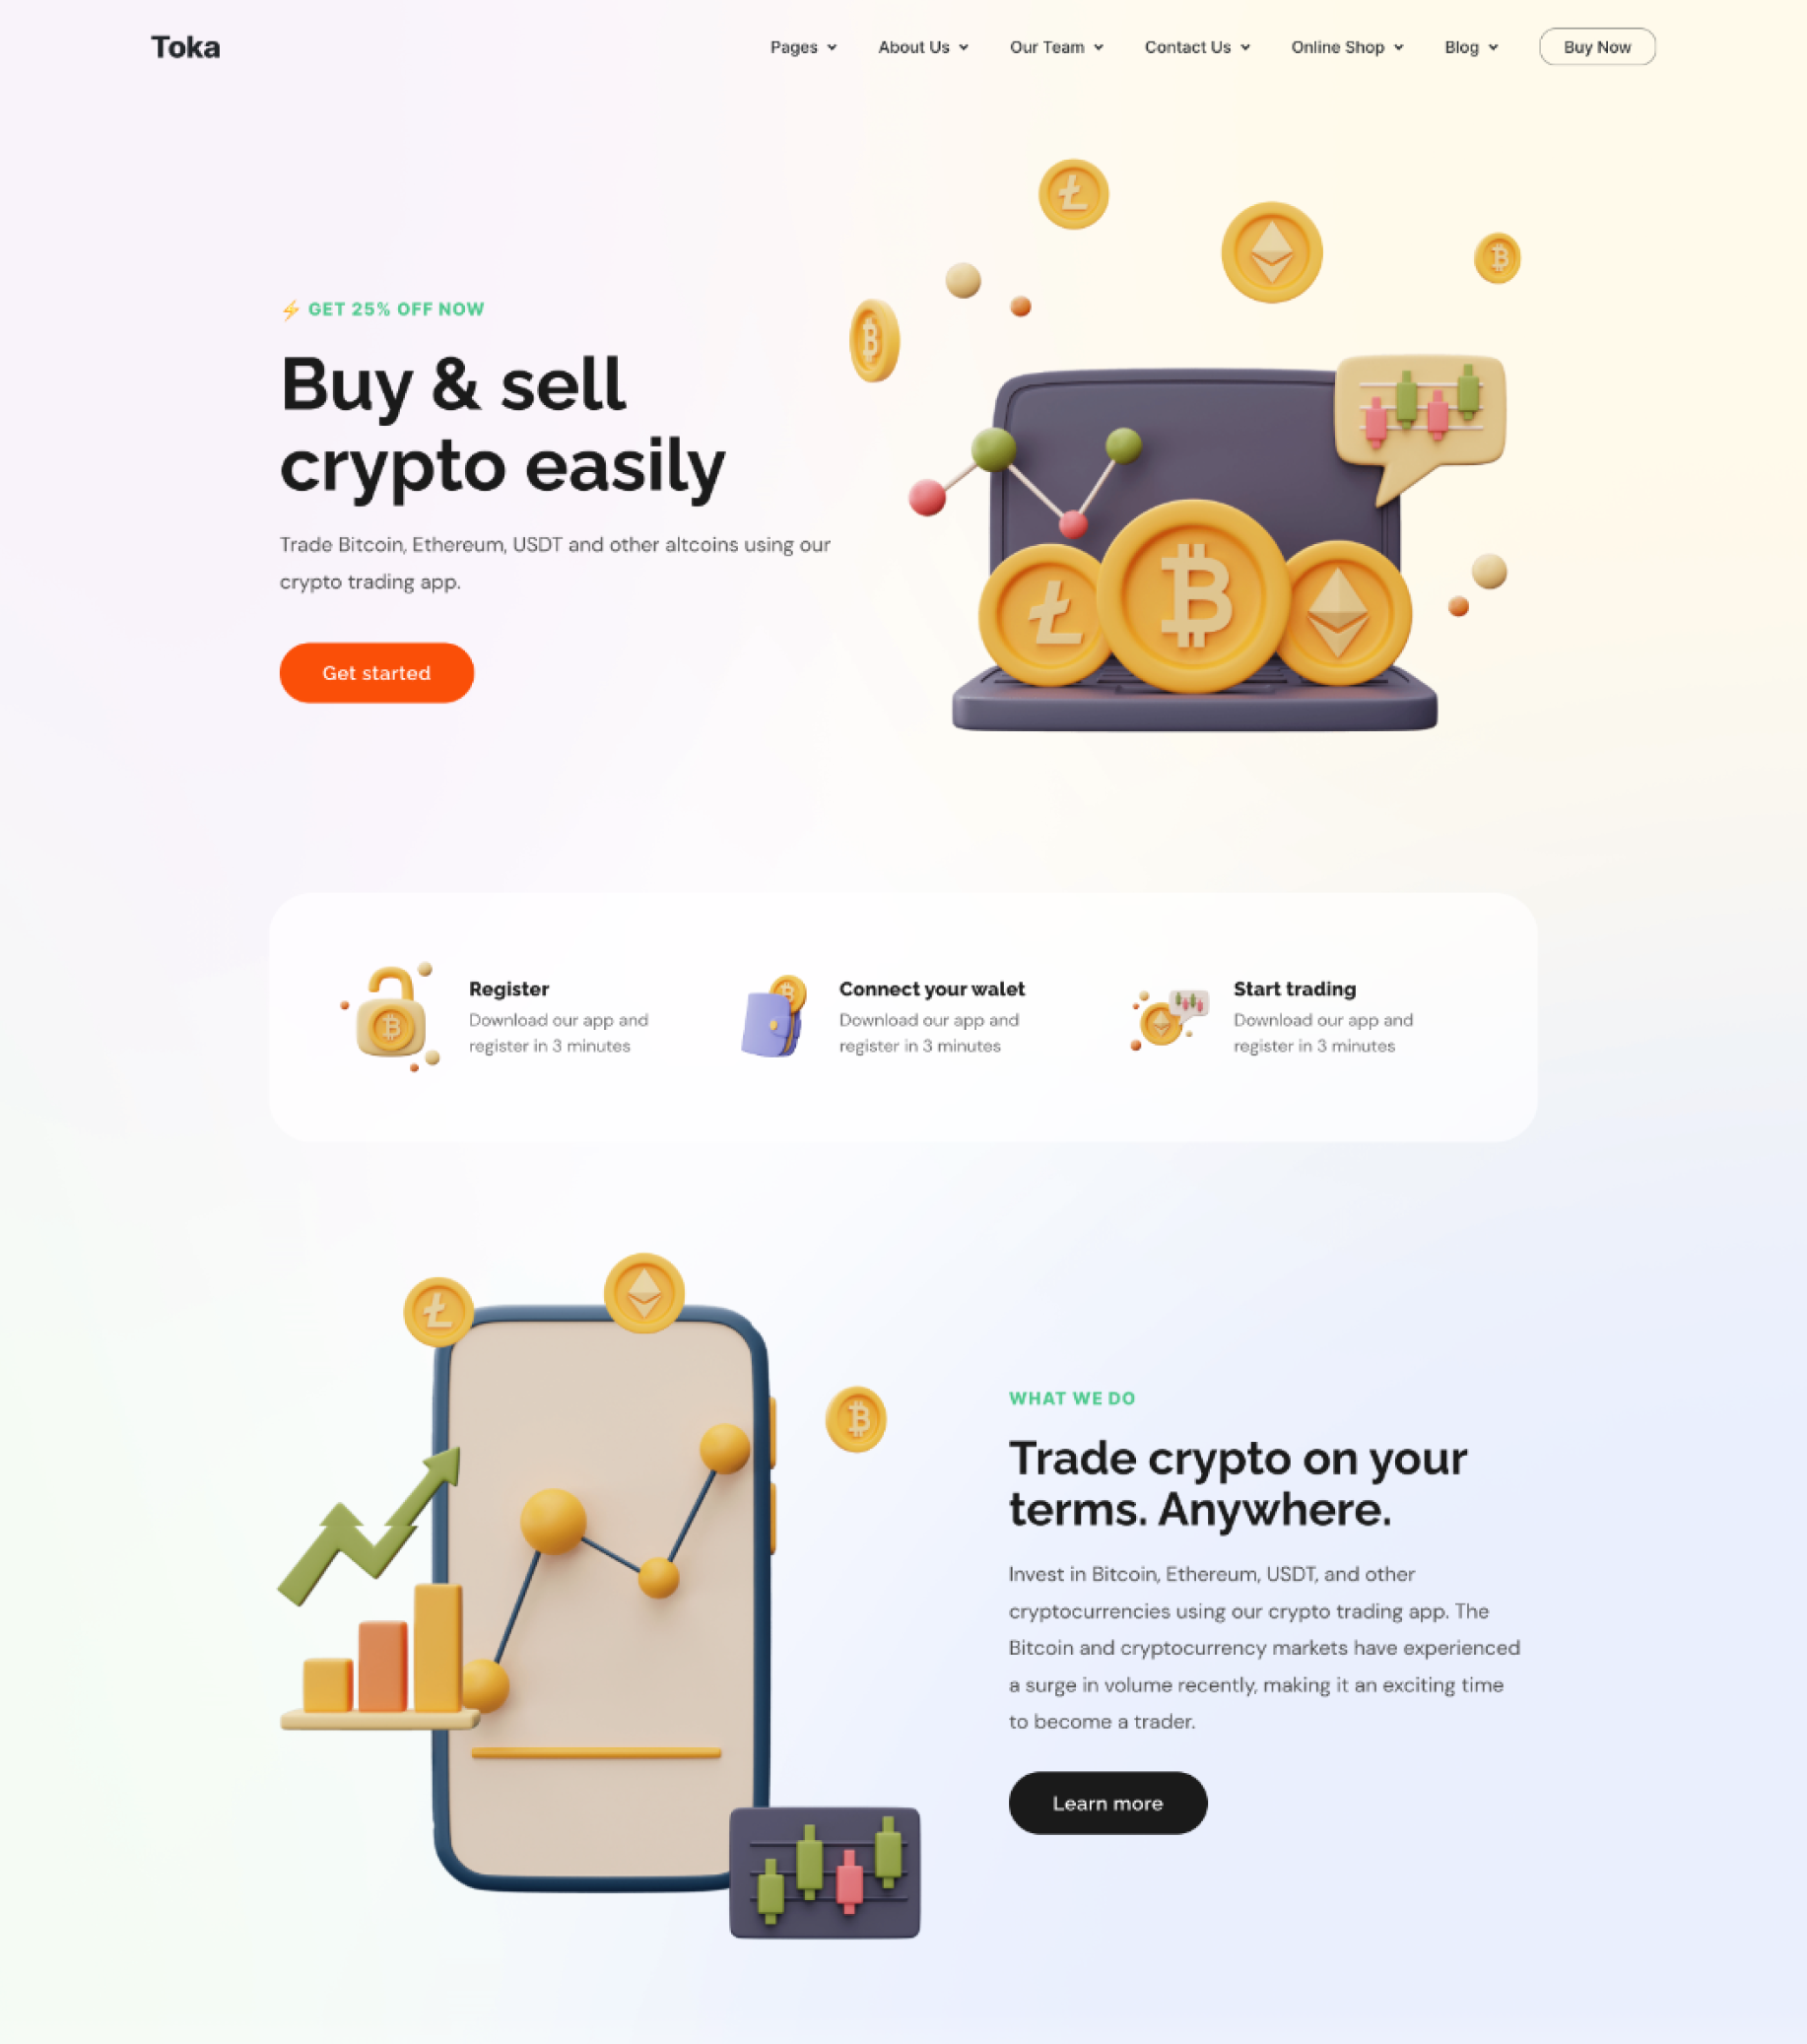 Toka
Pages
About Us
Our Team
Contact Us
Online Shop
Blog
Buy Now
⚡ GET 25% OFF NOW
Buy & sell
crypto easily
Trade Bitcoin, Ethereum, USDT and other altcoins using our
crypto trading app.
Get started
Register
Download our app and
register in 3 minutes
Connect your walet
Download our app and
register in 3 minutes
Start trading
Download our app and
register in 3 minutes
WHAT WE DO
Trade crypto on your
terms. Anywhere.
Invest in Bitcoin, Ethereum, USDT, and other
cryptocurrencies using our crypto trading app. The
Bitcoin and cryptocurrency markets have experienced
a surge in volume recently, making it an exciting time
to become a trader.
Learn more